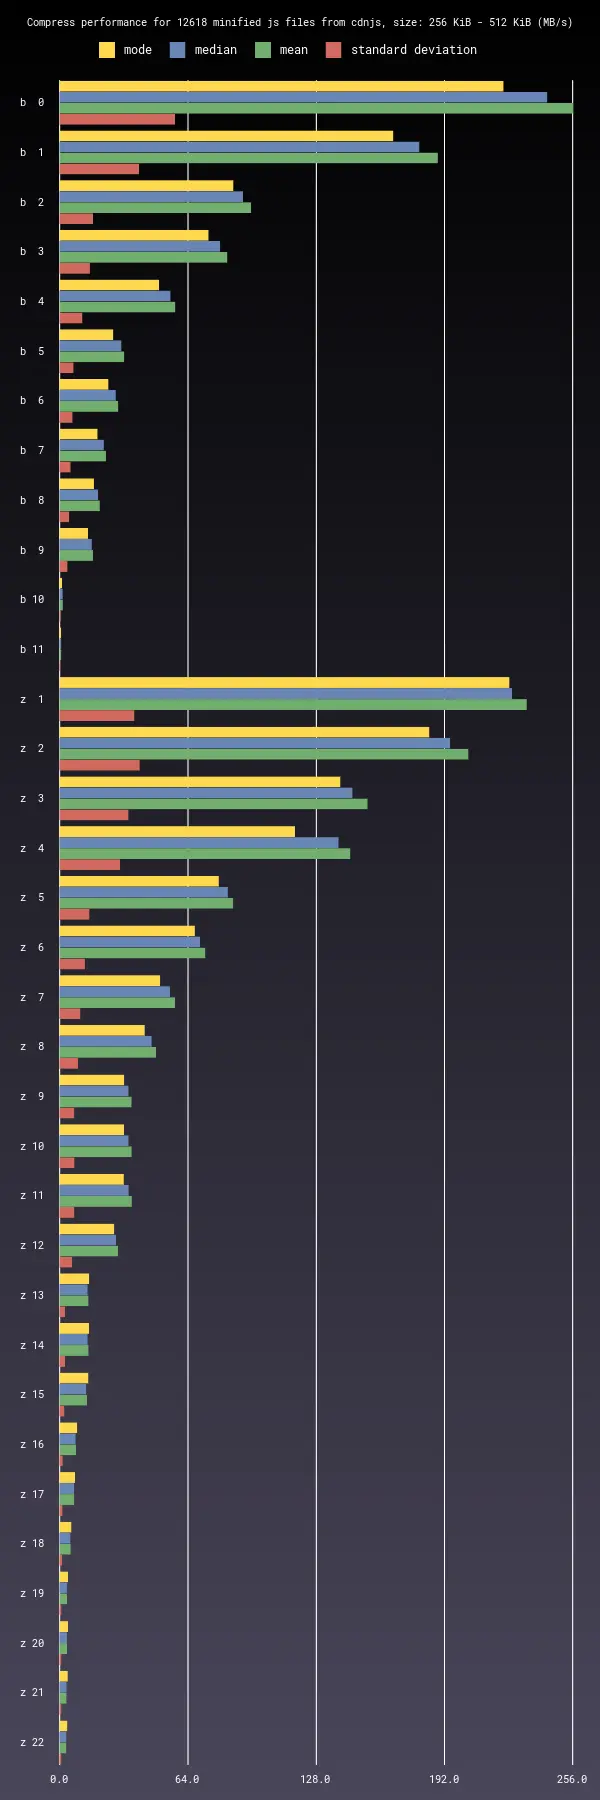 Compress performance for 12618 minified js files from cdnjs, size: 256 KiB - 512 KiB (MB/s)
mode median mean standard deviation
b 0
b 1
b 2
b 3
b 4
b 5
b 6
b 7
b 8
b 9
b 10
b 11
z 1
z 2
z 3
z 4
z 5
z 6
z 7
z 8
z 9
z 10
z 11
z 12
z 13
z 14
z 15
z 16
z 17
z 18
z 19
z 20
z 21
z 22
0.0 64.0 128.0 192.0 256.0